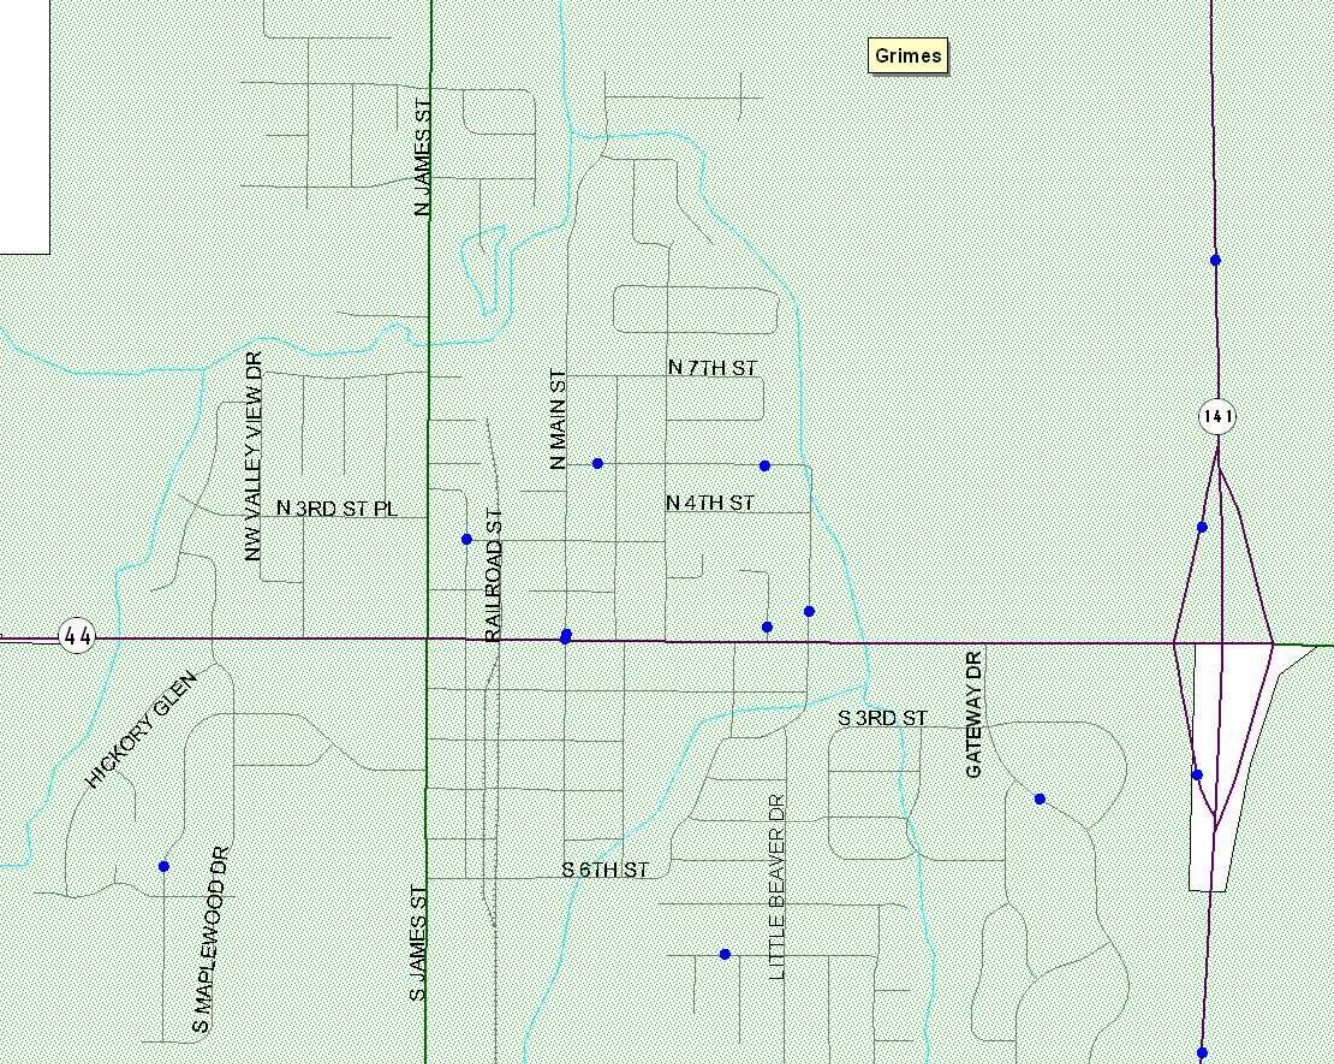 Grimes
N JAMES ST
NW VALLEY VIEW DR
N MAIN ST
N 7TH ST
141
N 3RD ST PL
N 4TH ST
RAILROAD ST
44
HICKORY GLEN
S 3RD ST
GATEWAY DR
LITTLE BEAVER DR
S 6TH ST
S MAPLEWOOD DR
S JAMES ST